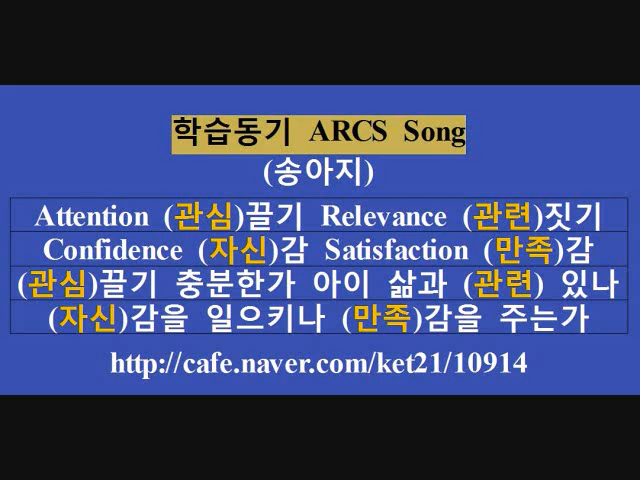 학습동기 ARCS Song
(송아지)
Attention (관심)끌기 Relevance (관련)짓기
Confidence (자신)감 Satisfaction (만족)감
(관심)끌기 충분한가 아이 삶과 (관련) 있나
(자신)감을 일으키나 (만족)감을 주는가
http://cafe.naver.com/ket21/10914